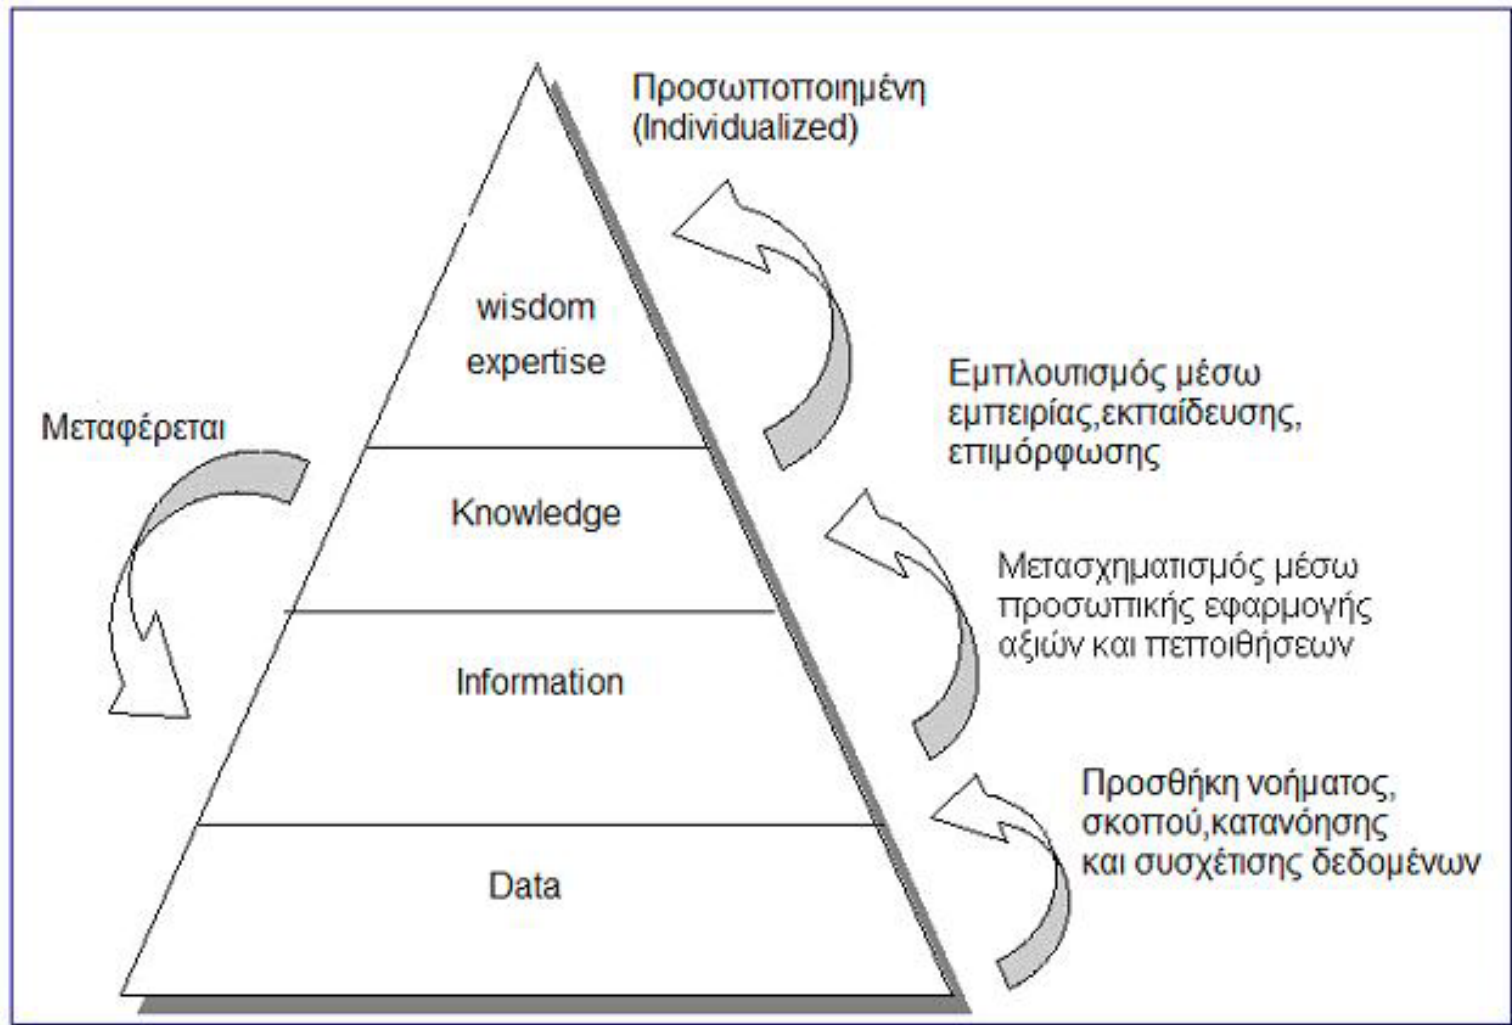 Προσωποποιημένη
(Individualized)
wisdom
expertise
Εμπλουτισμός μέσω
εμπειρίας,εκπαίδευσης,
επιμόρφωσης
Μεταφέρεται
Knowledge
Μετασχηματισμός μέσω
προσωπικής εφαρμογής
αξιών και πεποιθήσεων
Information
Προσθήκη νοήματος,
σκοπού,κατανόησης
και συσχέτισης δεδομένων
Data